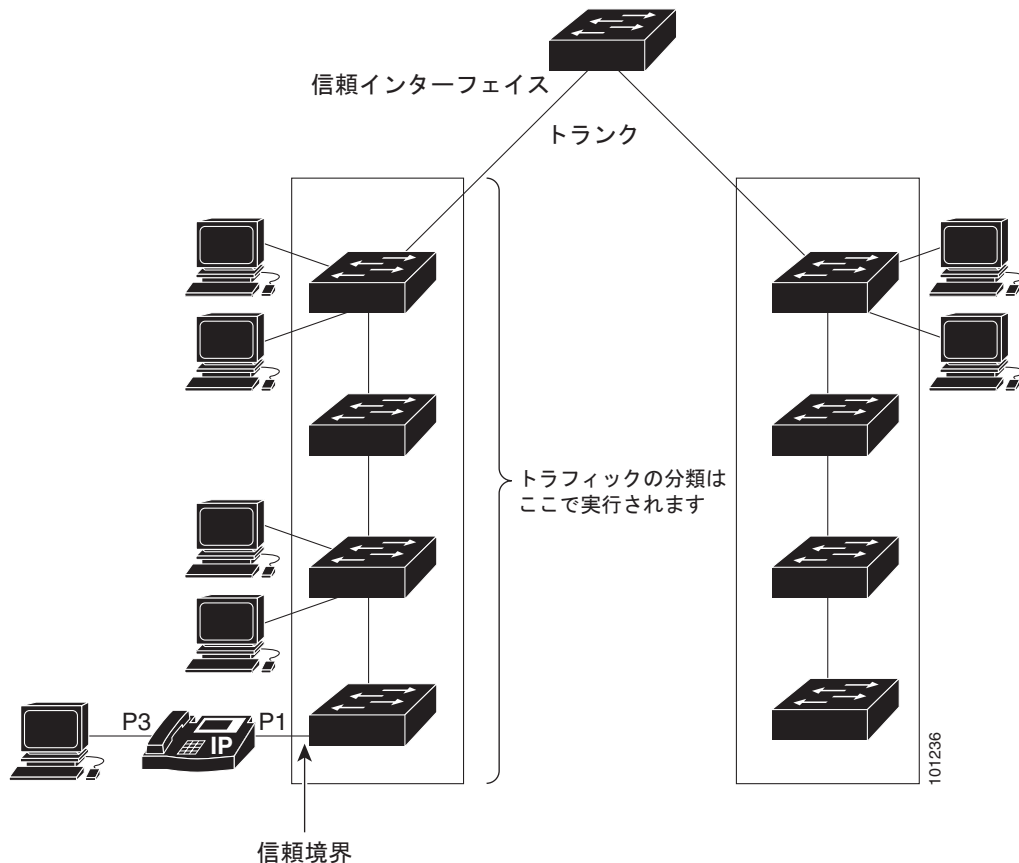 信頼インターフェイス
トランク
トラフィックの分類は
ここで実行されます
P3
IP
P1
信頼境界
101236